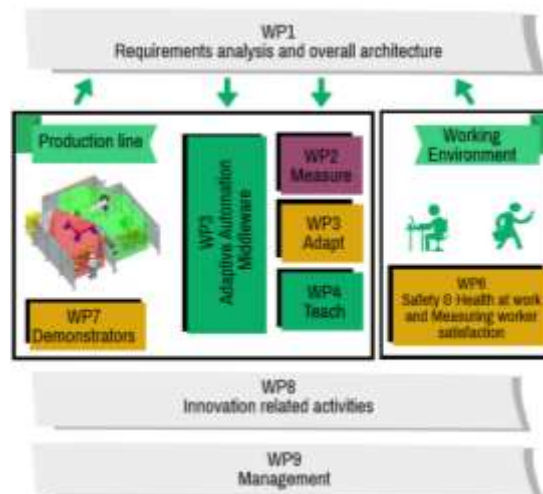 WP1
Requirements analysis and overall architecture
Production line
Working
Environment
WP3
Adaptive Automation
Middleware
WP2
Measure
WP3
Adapt
WP4
Teach
WP7
Demonstrators
WP6
Safety & Health at work
and Measuring worker
satisfaction
WP8
Innovation related activities
WP9
Management